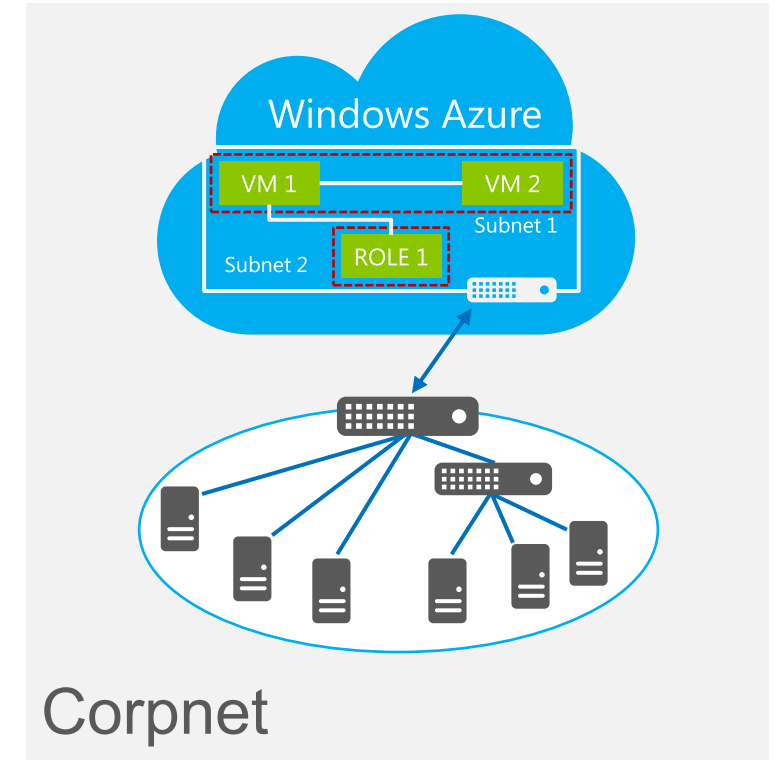 Windows Azure
VM 1
VM 2
Subnet 1
ROLE 1
Subnet 2
Corpnet